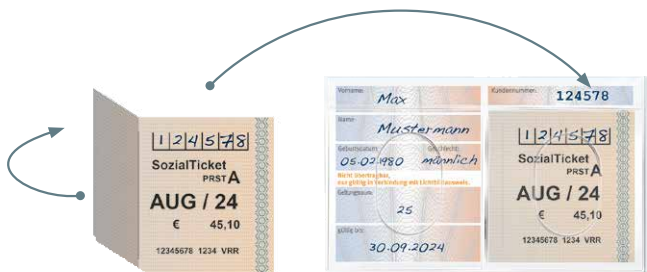 1 2 4 5 7 8
SozialTicket
PRST A
AUG / 24
€ 45,10
12345678 1234 VRR
Vorname:
Max
Kundennummer:
124578
Name:
Mustermann
Geburtsdatum: Geschlecht:
05.02.980 männlich
Nicht übertragbar,
nur gültig in Verbindung mit Lichtbildausweis.
Geltungsraum:
25
gültig bis:
30.09.2024
1 2 4 5 7 8
SozialTicket
PRST A
AUG / 24
€ 45,10
12345678 1234 VRR